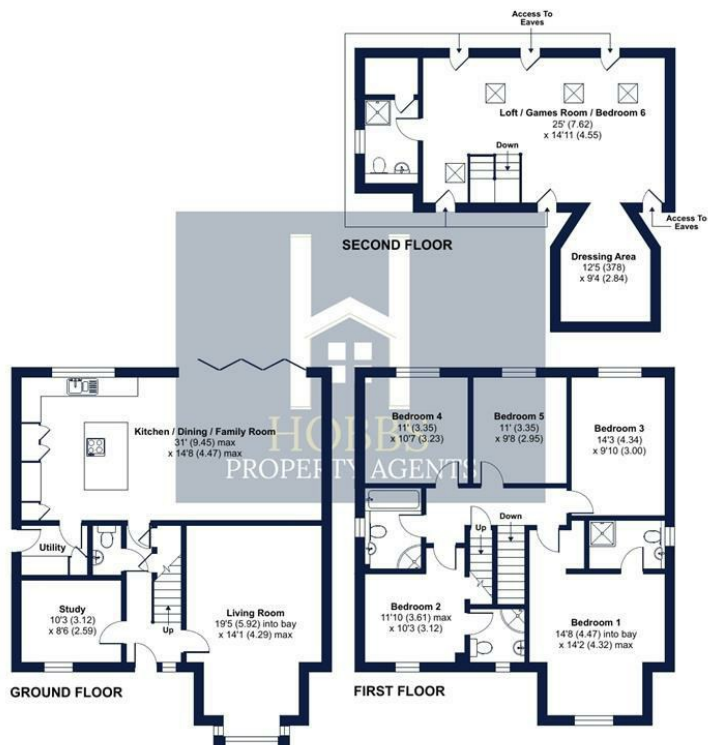 Access To
Eaves
Loft / Games Room / Bedroom 6
25' (7.62)
x 14'11 (4.55)
Down
Access To
Eaves
SECOND FLOOR
Dressing Area
12'5 (378)
x 9'4 (2.84)
Kitchen / Dining / Family Room
31' (9.45) max
x 14'8 (4.47) max
Utility
Study
10'3 (3.12)
x 8'6 (2.59)
Up
Living Room
19'5 (5.92) into bay
x 14'1 (4.29) max
GROUND FLOOR
Bedroom 4
11' (3.35)
x 10'7 (3.23)
Bedroom 5
11' (3.35)
x 9'8 (2.95)
Bedroom 3
14'3 (4.34)
x 9'10 (3.00)
Up
Down
Bedroom 2
11'10 (3.61) max
x 10'3 (3.12)
Bedroom 1
14'8 (4.47) into bay
x 14'2 (4.32) max
FIRST FLOOR
HOBBS
PROPERTY AGENTS